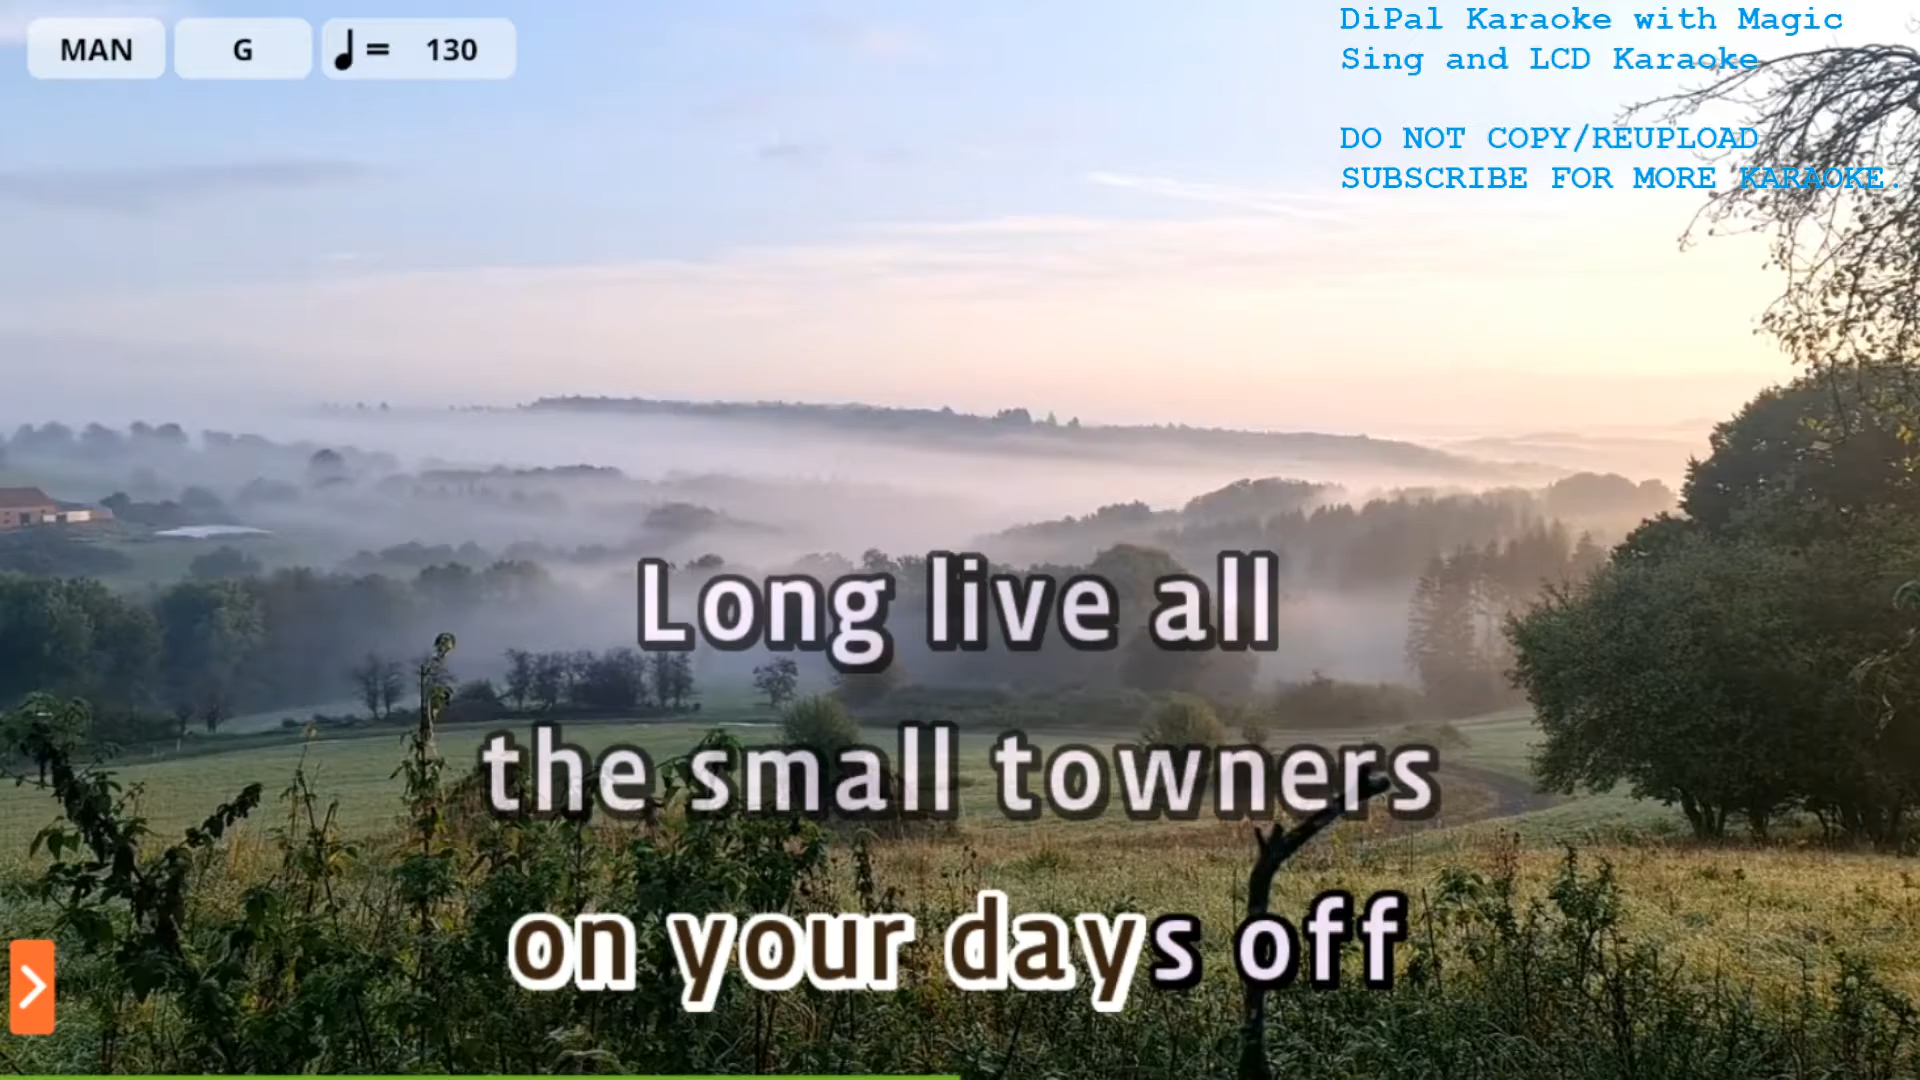 MAN G ♩ = 130
DiPal Karaoke with Magic
Sing and LCD Karaoke
DO NOT COPY/REUPLOAD
SUBSCRIBE FOR MORE KARAOKE.
Long live all
the small towners
on your days off